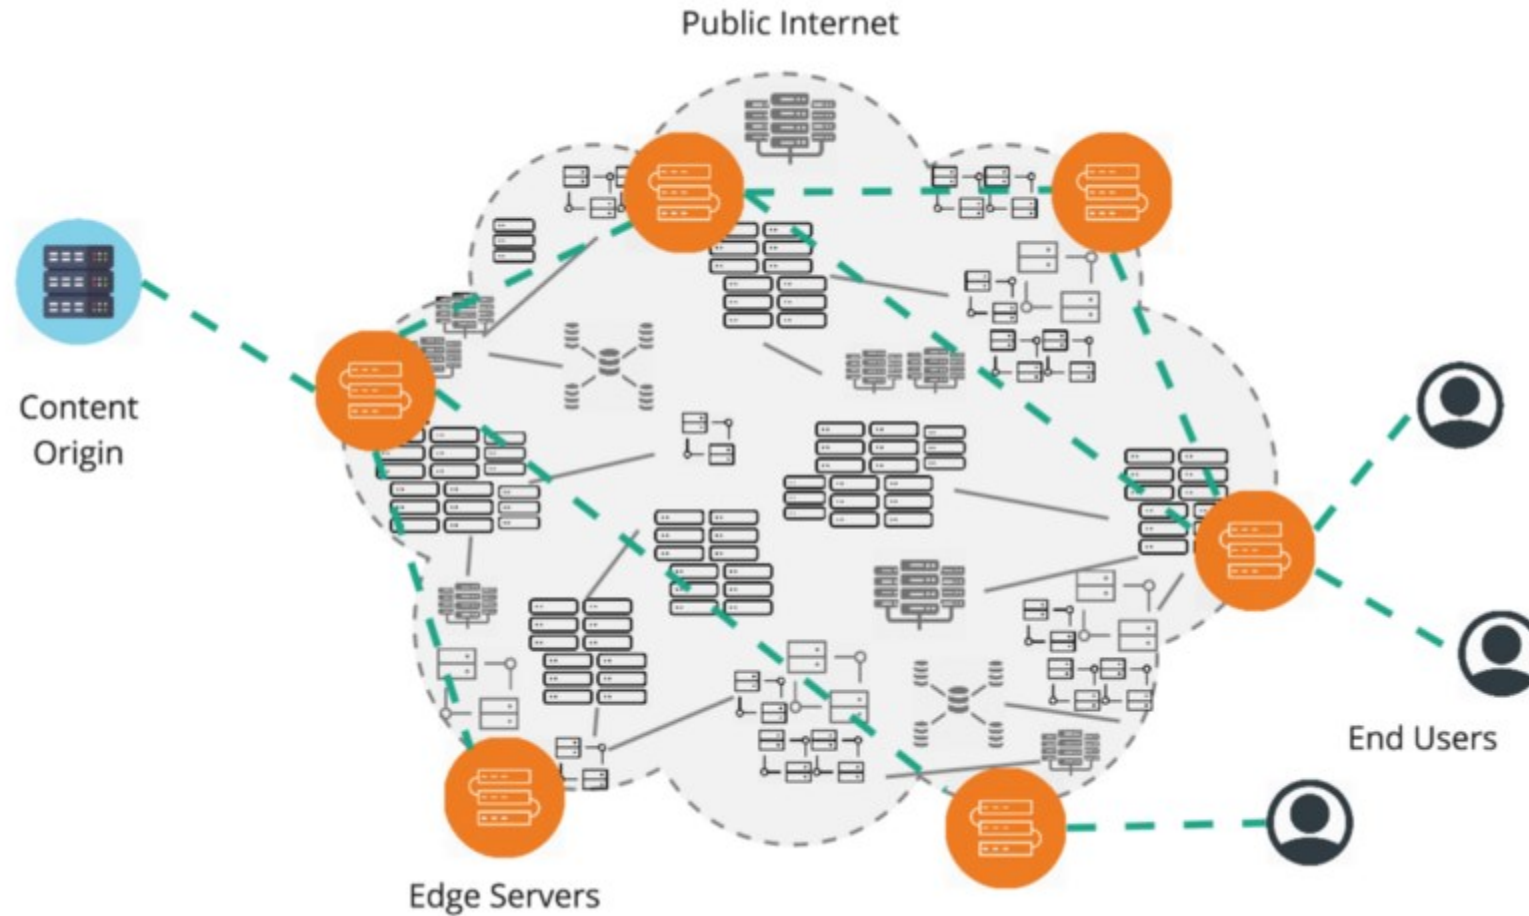 Public Internet
Content
Origin
End Users
Edge Servers